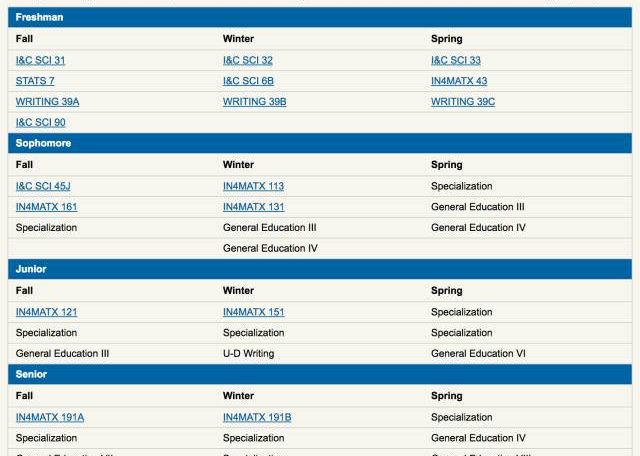 Freshman
Fall Winter Spring
I&C SCI 31 I&C SCI 32 I&C SCI 33
STATS 7 I&C SCI 6B IN4MATX 43
WRITING 39A WRITING 39B WRITING 39C
I&C SCI 90
Sophomore
Fall Winter Spring
I&C SCI 45J IN4MATX 113 Specialization
IN4MATX 161 IN4MATX 131 General Education III
Specialization General Education III General Education IV
General Education IV
Junior
Fall Winter Spring
IN4MATX 121 IN4MATX 151 Specialization
Specialization Specialization Specialization
General Education III U-D Writing General Education VI
Senior
Fall Winter Spring
IN4MATX 191A IN4MATX 191B Specialization
Specialization Specialization General Education IV